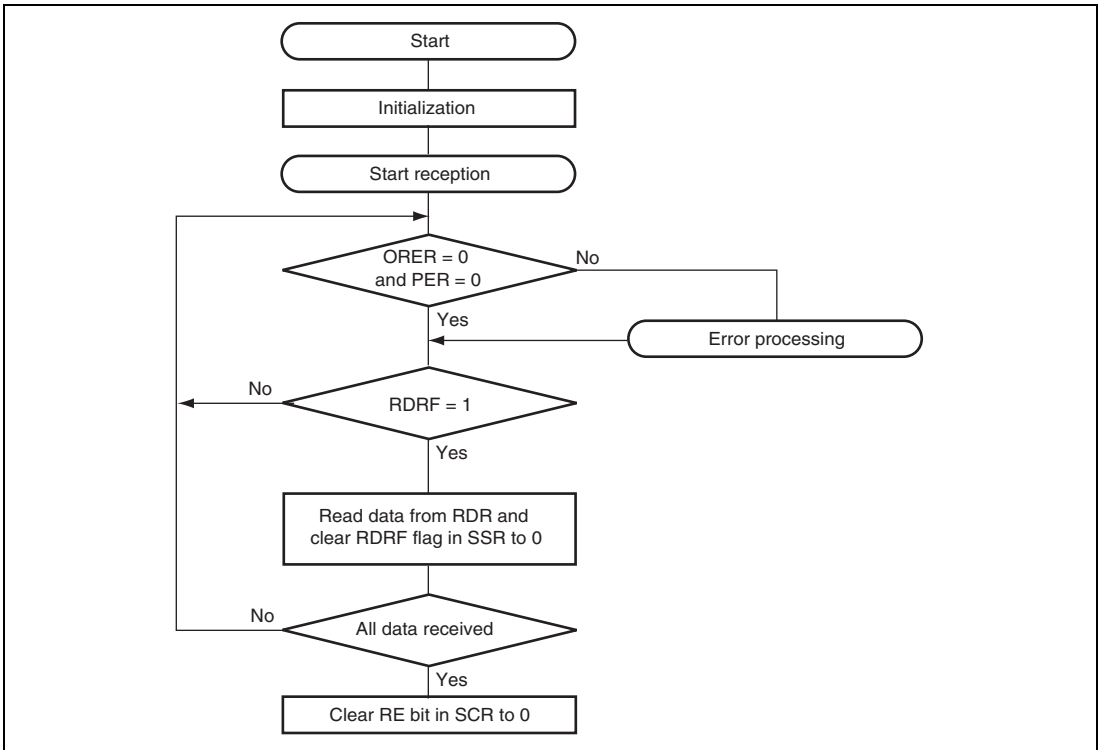 Start
Initialization
Start reception
ORER = 0
and PER = 0
No
Yes
Error processing
No
RDRF = 1
Yes
Read data from RDR and
clear RDRF flag in SSR to 0
No
All data received
Yes
Clear RE bit in SCR to 0